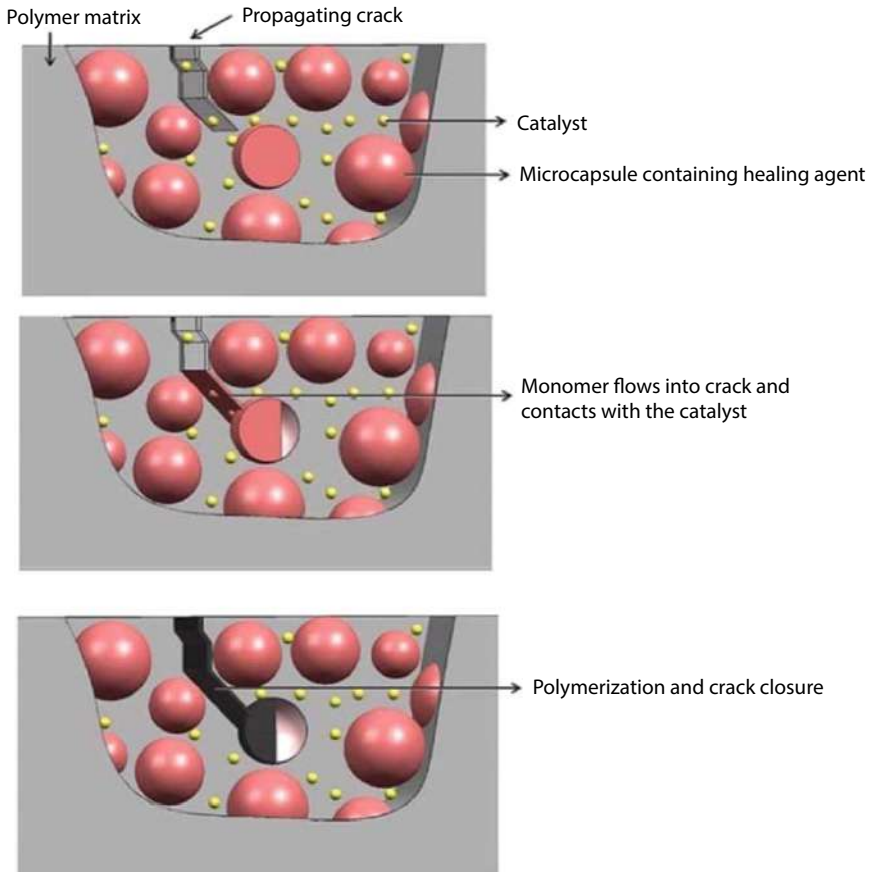 Polymer matrix
Propagating crack
Catalyst
Microcapsule containing healing agent
Monomer flows into crack and
contacts with the catalyst
Polymerization and crack closure